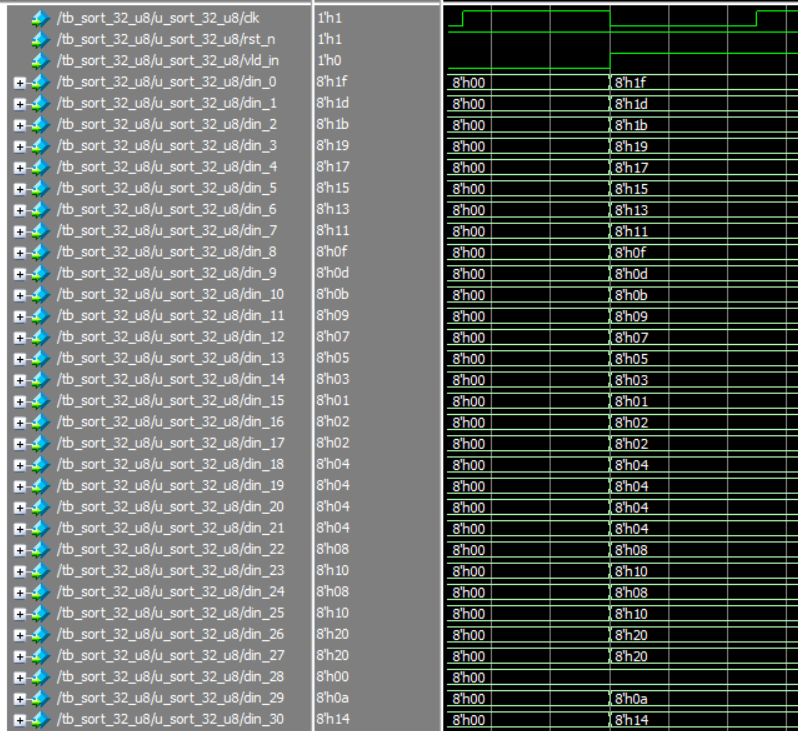 /tb_sort_32_u8/u_sort_32_u8/clk 1'h1
/tb_sort_32_u8/u_sort_32_u8/rst_n 1'h1
/tb_sort_32_u8/u_sort_32_u8/vld_in 1'h0
/tb_sort_32_u8/u_sort_32_u8/din_0 8'h1f 8'h00 8'h1f
/tb_sort_32_u8/u_sort_32_u8/din_1 8'h1d 8'h00 8'h1d
/tb_sort_32_u8/u_sort_32_u8/din_2 8'h1b 8'h00 8'h1b
/tb_sort_32_u8/u_sort_32_u8/din_3 8'h19 8'h00 8'h19
/tb_sort_32_u8/u_sort_32_u8/din_4 8'h17 8'h00 8'h17
/tb_sort_32_u8/u_sort_32_u8/din_5 8'h15 8'h00 8'h15
/tb_sort_32_u8/u_sort_32_u8/din_6 8'h13 8'h00 8'h13
/tb_sort_32_u8/u_sort_32_u8/din_7 8'h11 8'h00 8'h11
/tb_sort_32_u8/u_sort_32_u8/din_8 8'h0f 8'h00 8'h0f
/tb_sort_32_u8/u_sort_32_u8/din_9 8'h0d 8'h00 8'h0d
/tb_sort_32_u8/u_sort_32_u8/din_10 8'h0b 8'h00 8'h0b
/tb_sort_32_u8/u_sort_32_u8/din_11 8'h09 8'h00 8'h09
/tb_sort_32_u8/u_sort_32_u8/din_12 8'h07 8'h00 8'h07
/tb_sort_32_u8/u_sort_32_u8/din_13 8'h05 8'h00 8'h05
/tb_sort_32_u8/u_sort_32_u8/din_14 8'h03 8'h00 8'h03
/tb_sort_32_u8/u_sort_32_u8/din_15 8'h01 8'h00 8'h01
/tb_sort_32_u8/u_sort_32_u8/din_16 8'h02 8'h00 8'h02
/tb_sort_32_u8/u_sort_32_u8/din_17 8'h02 8'h00 8'h02
/tb_sort_32_u8/u_sort_32_u8/din_18 8'h04 8'h00 8'h04
/tb_sort_32_u8/u_sort_32_u8/din_19 8'h04 8'h00 8'h04
/tb_sort_32_u8/u_sort_32_u8/din_20 8'h04 8'h00 8'h04
/tb_sort_32_u8/u_sort_32_u8/din_21 8'h04 8'h00 8'h04
/tb_sort_32_u8/u_sort_32_u8/din_22 8'h08 8'h00 8'h08
/tb_sort_32_u8/u_sort_32_u8/din_23 8'h10 8'h00 8'h10
/tb_sort_32_u8/u_sort_32_u8/din_24 8'h08 8'h00 8'h08
/tb_sort_32_u8/u_sort_32_u8/din_25 8'h10 8'h00 8'h10
/tb_sort_32_u8/u_sort_32_u8/din_26 8'h20 8'h00 8'h20
/tb_sort_32_u8/u_sort_32_u8/din_27 8'h20 8'h00 8'h20
/tb_sort_32_u8/u_sort_32_u8/din_28 8'h00 8'h00
/tb_sort_32_u8/u_sort_32_u8/din_29 8'h0a 8'h00 8'h0a
/tb_sort_32_u8/u_sort_32_u8/din_30 8'h14 8'h00 8'h14